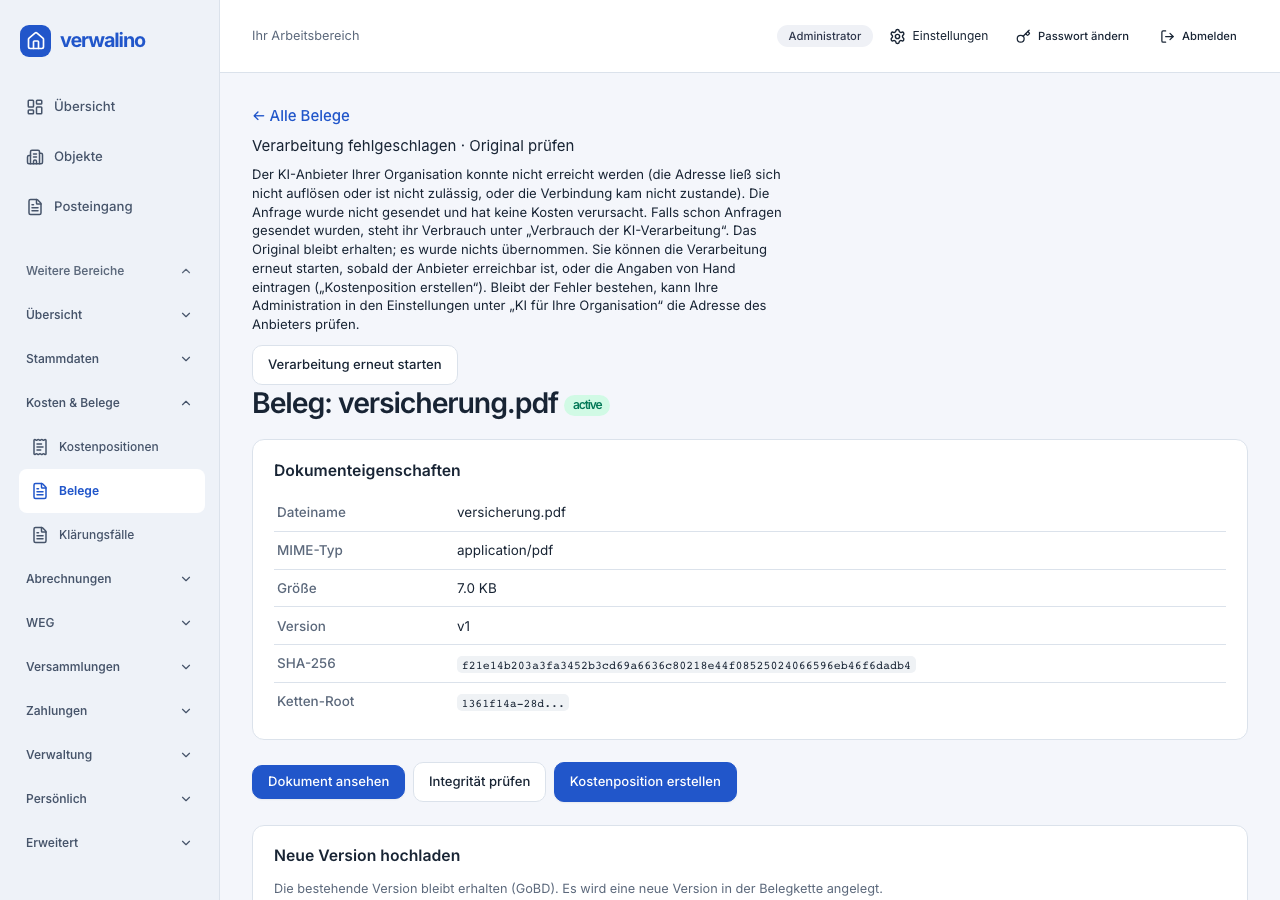 verwalino
Ihr Arbeitsbereich
Administrator
Einstellungen
Passwort ändern
Abmelden
Übersicht
Objekte
Posteingang
Weitere Bereiche
Übersicht
Stammdaten
Kosten & Belege
Kostenpositionen
Belege
Klärungsfälle
Abrechnungen
WEG
Versammlungen
Zahlungen
Verwaltung
Persönlich
Erweitert
← Alle Belege
Verarbeitung fehlgeschlagen · Original prüfen
Der KI-Anbieter Ihrer Organisation konnte nicht erreicht werden (die Adresse ließ sich
nicht auflösen oder ist nicht zulässig, oder die Verbindung kam nicht zustande). Die
Anfrage wurde nicht gesendet und hat keine Kosten verursacht. Falls schon Anfragen
gesendet wurden, steht ihr Verbrauch unter „Verbrauch der KI-Verarbeitung“. Das
Original bleibt erhalten; es wurde nichts übernommen. Sie können die Verarbeitung
erneut starten, sobald der Anbieter erreichbar ist, oder die Angaben von Hand
eintragen („Kostenposition erstellen“). Bleibt der Fehler bestehen, kann Ihre
Administration in den Einstellungen unter „KI für Ihre Organisation“ die Adresse des
Anbieters prüfen.
Verarbeitung erneut starten
Beleg: versicherung.pdf active
Dokumenteigenschaften
Dateiname versicherung.pdf
MIME-Typ application/pdf
Größe 7.0 KB
Version v1
SHA-256 f21e14b203a3fa3452b3cd69a6636c80218e44f08525024066596eb46f6dadb4
Ketten-Root 1361f14a-28d...
Dokument ansehen
Integrität prüfen
Kostenposition erstellen
Neue Version hochladen
Die bestehende Version bleibt erhalten (GoBD). Es wird eine neue Version in der Belegkette angelegt.